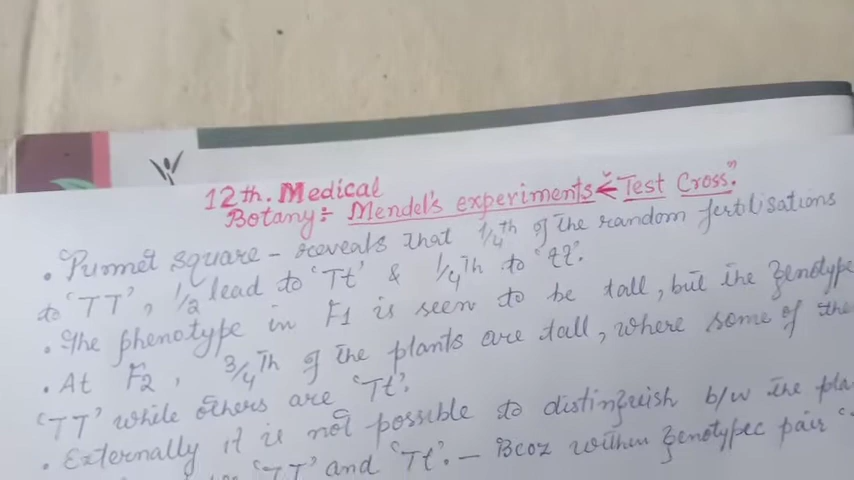 12th. Medical
Botany:- Mendel's experiments ← "Test Cross."
• Punnet square - reveals that 1/4th of the random fertilisations
to 'TT', 1/2 lead to 'Tt' & 1/4th to 'tt'.
• The phenotype in F1 is seen to be tall, but the genotype
• At F2, 3/4th of the plants are tall, where some of the
'TT' while others are 'Tt'.
• Externally it is not possible to distinguish b/w the pla
'TT' and 'Tt'. - Bcoz within genotypec pair